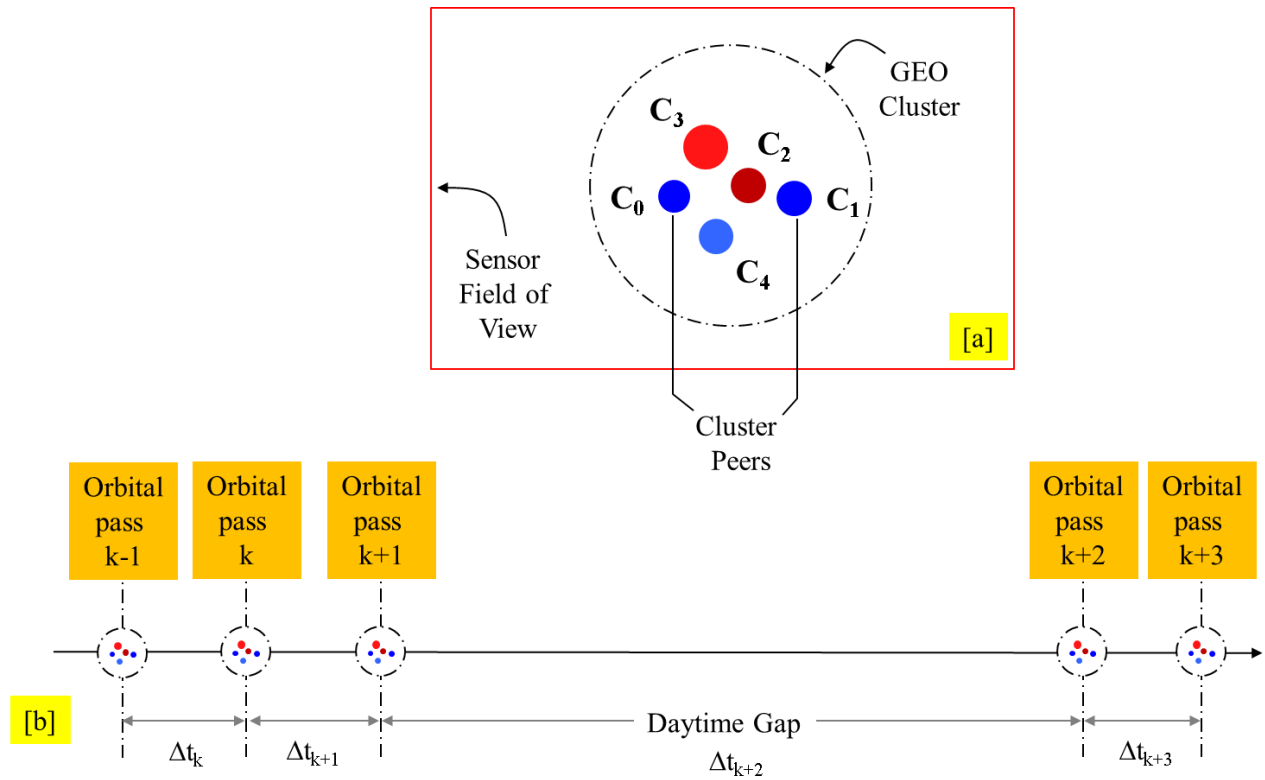 GEO
Cluster
C₃
C₂
C₀
C₁
C₄
Sensor
Field of
View
[a]
Cluster
Peers
Orbital
pass
k-1
Orbital
pass
k
Orbital
pass
k+1
Orbital
pass
k+2
Orbital
pass
k+3
[b]
Δtₖ
Δtₖ₊₁
Daytime Gap
Δtₖ₊₂
Δtₖ₊₃